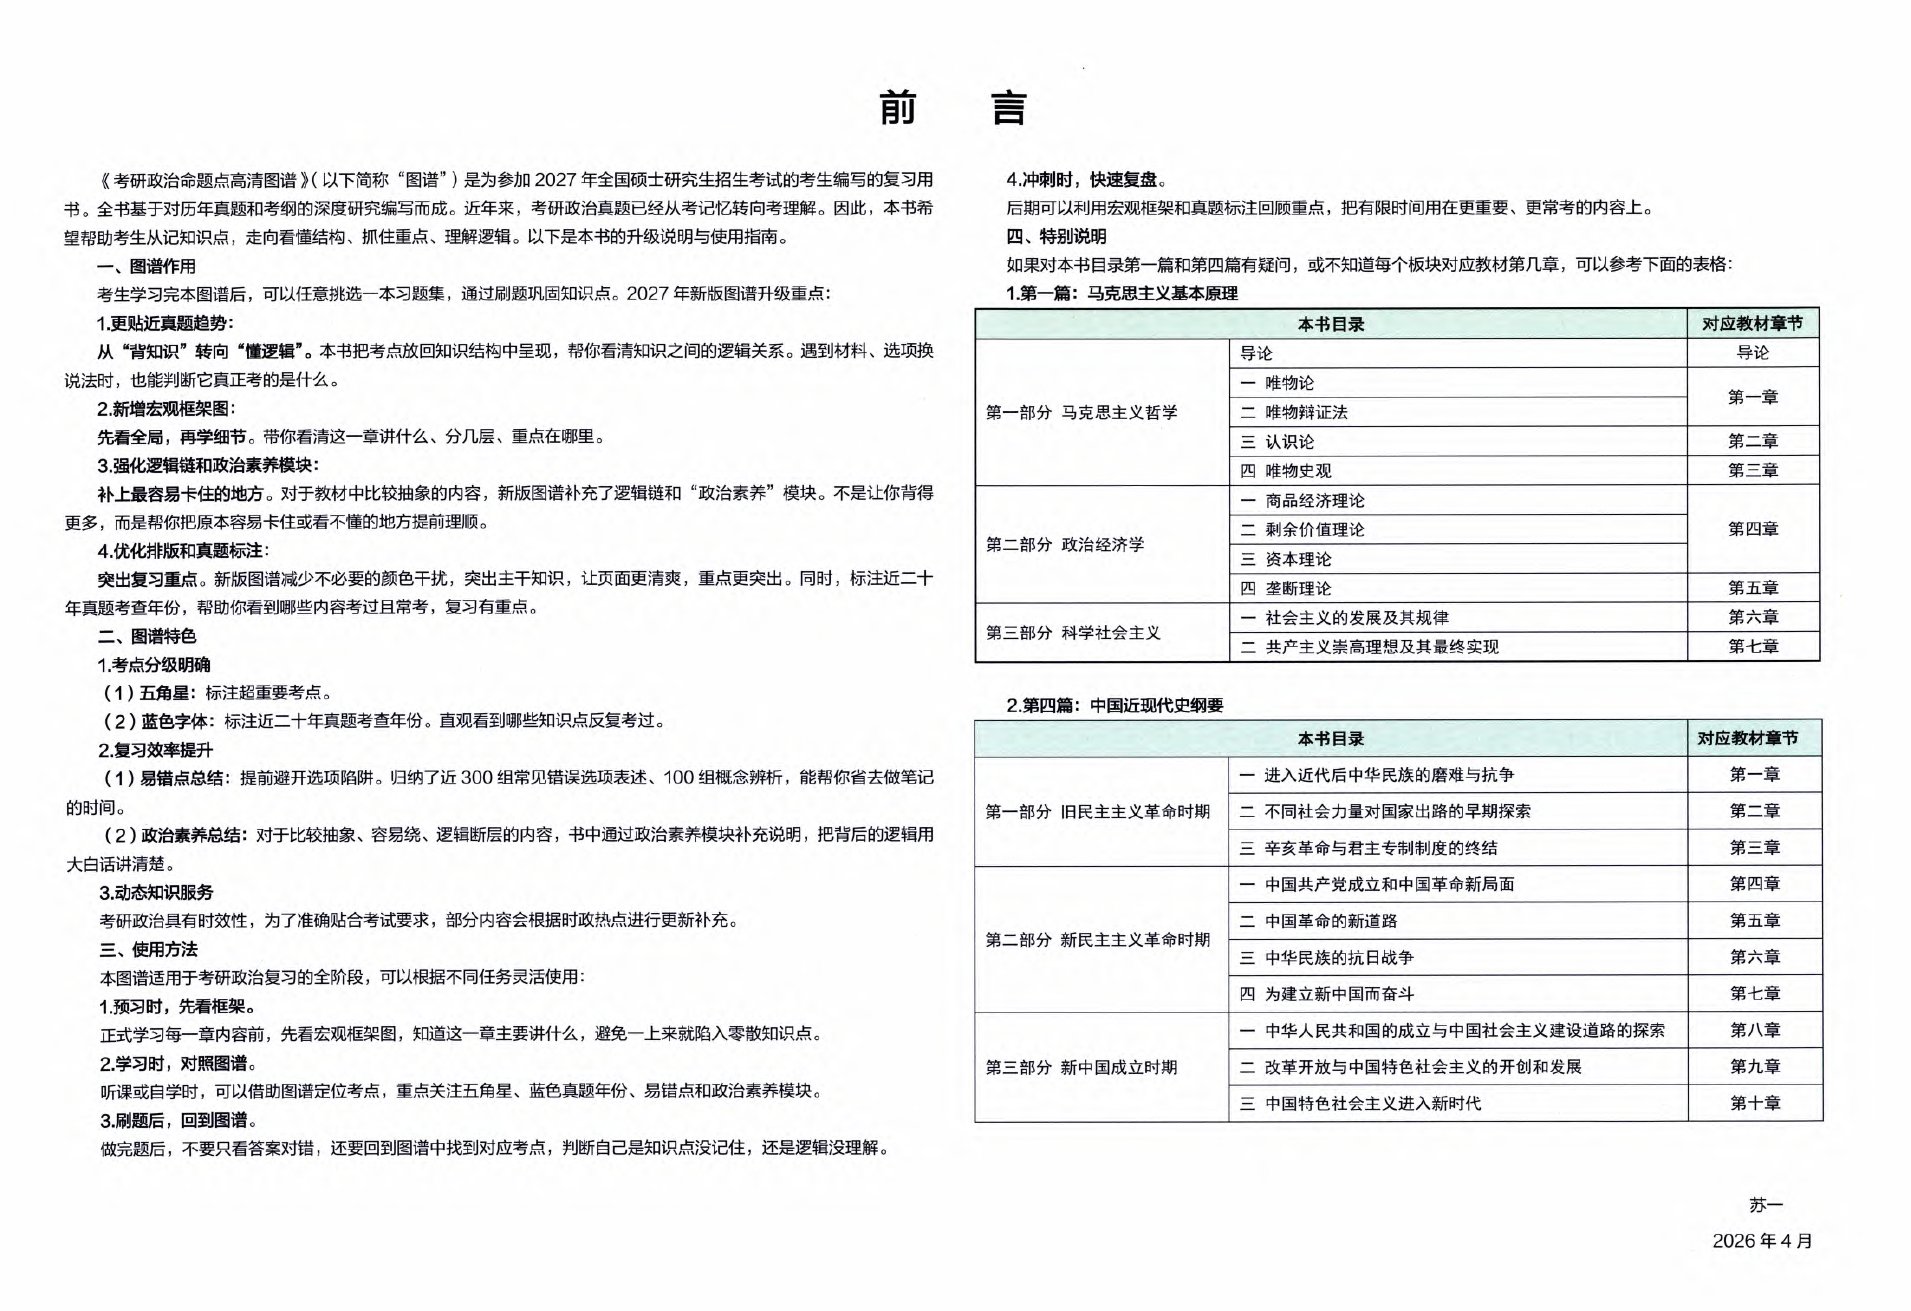 前 言
《考研政治命题点高清图谱》（以下简称“图谱”）是为参加 2027 年全国硕士研究生招生考试的考生编写的复习用
书。全书基于对历年真题和考纲的深度研究编写而成。近年来，考研政治真题已经从考记忆转向考理解。因此，本书希
望帮助考生从记知识点，走向看懂结构、抓住重点、理解逻辑。以下是本书的升级说明与使用指南。
一、图谱作用
考生学习完本图谱后，可以任意挑选一本习题集，通过刷题巩固知识点。2027 年新版图谱升级重点：
1.更贴近真题趋势：
从“背知识”转向“懂逻辑”。本书把考点放回知识结构中呈现，帮你看清知识之间的逻辑关系。遇到材料、选项换
说法时，也能判断它真正考的是什么。
2.新增宏观框架图：
先看全局，再学细节。带你看清这一章讲什么、分几层、重点在哪里。
3.强化逻辑链和政治素养模块：
补上最容易卡住的地方。对于教材中比较抽象的内容，新版图谱补充了逻辑链和“政治素养”模块。不是让你背得
更多，而是帮你把原本容易卡住或看不懂的地方提前理顺。
4.优化排版和真题标注：
突出复习重点。新版图谱减少不必要的颜色干扰，突出主干知识，让页面更清爽，重点更突出。同时，标注近二十
年真题考查年份，帮助你看到哪些内容考过且常考，复习有重点。
二、图谱特色
1.考点分级明确
（1）五角星：标注超重要考点。
（2）蓝色字体：标注近二十年真题考查年份。直观看到哪些知识点反复考过。
2.复习效率提升
（1）易错点总结：提前避开选项陷阱。归纳了近 300 组常见错误选项表述、100 组概念辨析，能帮你省去做笔记
的时间。
（2）政治素养总结：对于比较抽象、容易绕、逻辑断层的内容，书中通过政治素养模块补充说明，把背后的逻辑用
大白话讲清楚。
3.动态知识服务
考研政治具有时效性，为了准确贴合考试要求，部分内容会根据时政热点进行更新补充。
三、使用方法
本图谱适用于考研政治复习的全阶段，可以根据不同任务灵活使用：
1.预习时，先看框架。
正式学习每一章内容前，先看宏观框架图，知道这一章主要讲什么，避免一上来就陷入零散知识点。
2.学习时，对照图谱。
听课或自学时，可以借助图谱定位考点，重点关注五角星、蓝色真题年份、易错点和政治素养模块。
3.刷题后，回到图谱。
做完题后，不要只看答案对错，还要回到图谱中找到对应考点，判断自己是知识点没记住，还是逻辑没理解。
4.冲刺时，快速复盘。
后期可以利用宏观框架和真题标注回顾重点，把有限时间用在更重要、更常考的内容上。
四、特别说明
如果对本书目录第一篇和第四篇有疑问，或不知道每个板块对应教材第几章，可以参考下面的表格：
1.第一篇：马克思主义基本原理
本书目录 对应教材章节
第一部分 马克思主义哲学
导论 导论
一 唯物论
第一章
二 唯物辩证法
三 认识论 第二章
四 唯物史观 第三章
第二部分 政治经济学
一 商品经济理论
二 剩余价值理论 第四章
三 资本理论
四 垄断理论 第五章
第三部分 科学社会主义
一 社会主义的发展及其规律 第六章
二 共产主义崇高理想及其最终实现 第七章
2.第四篇：中国近现代史纲要
本书目录 对应教材章节
第一部分 旧民主主义革命时期
一 进入近代后中华民族的磨难与抗争 第一章
二 不同社会力量对国家出路的早期探索 第二章
三 辛亥革命与君主专制制度的终结 第三章
第二部分 新民主主义革命时期
一 中国共产党成立和中国革命新局面 第四章
二 中国革命的新道路 第五章
三 中华民族的抗日战争 第六章
四 为建立新中国而奋斗 第七章
第三部分 新中国成立时期
一 中华人民共和国的成立与中国社会主义建设道路的探索 第八章
二 改革开放与中国特色社会主义的开创和发展 第九章
三 中国特色社会主义进入新时代 第十章
苏一
2026 年 4 月